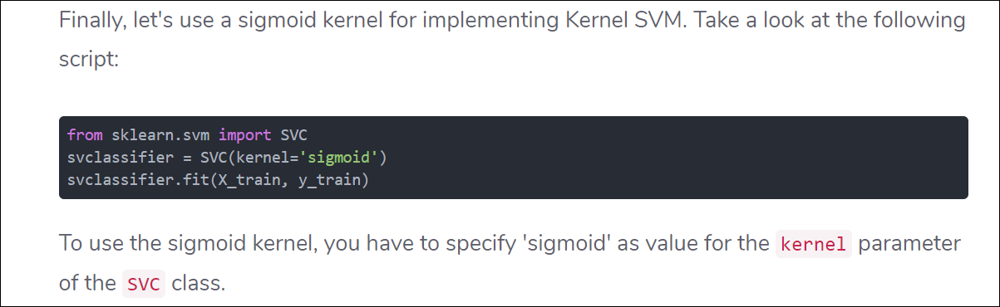 Finally, let's use a sigmoid kernel for implementing Kernel SVM. Take a look at the following
script:
from sklearn.svm import SVC
svclassifier = SVC(kernel='sigmoid')
svclassifier.fit(X_train, y_train)
To use the sigmoid kernel, you have to specify 'sigmoid' as value for the kernel parameter
of the SVC class.